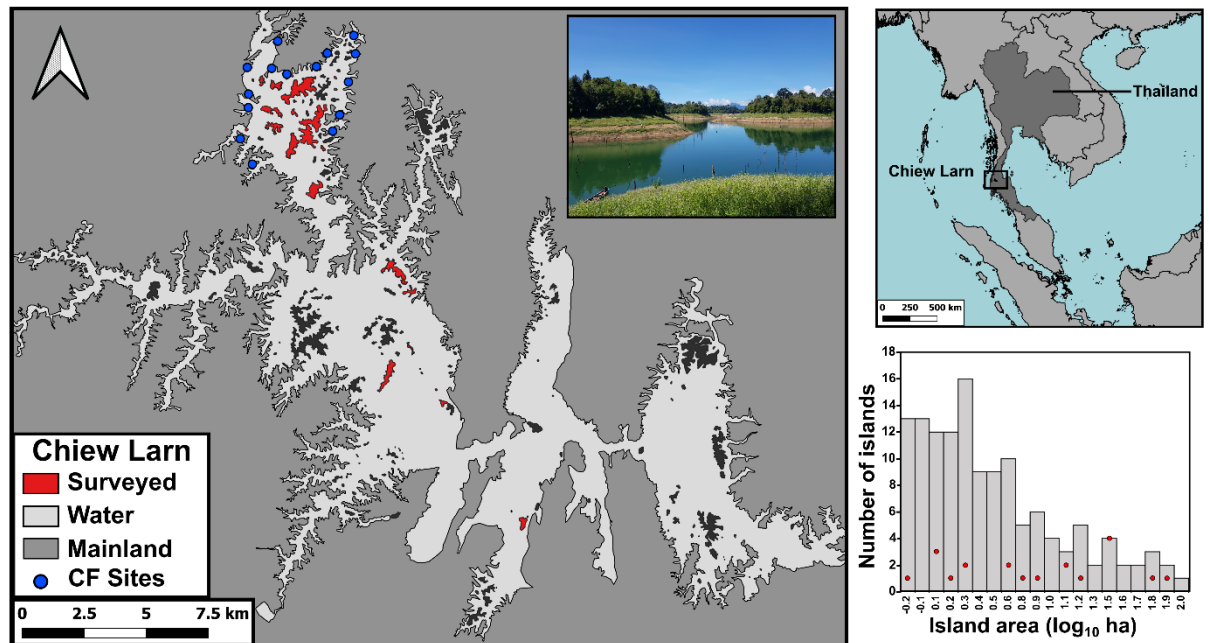 Chiew Larn
Surveyed
Water
Mainland
CF Sites
0 2.5 5 7.5 km
Thailand
Chiew Larn
0 250 500 km
Number of islands
18
16
14
12
10
8
6
4
2
0
-0.2 -0.1 0.1 0.2 0.3 0.4 0.5 0.6 0.8 0.9 1.0 1.1 1.2 1.3 1.5 1.6 1.7 1.8 1.9 2.0
Island area (log₁₀ ha)